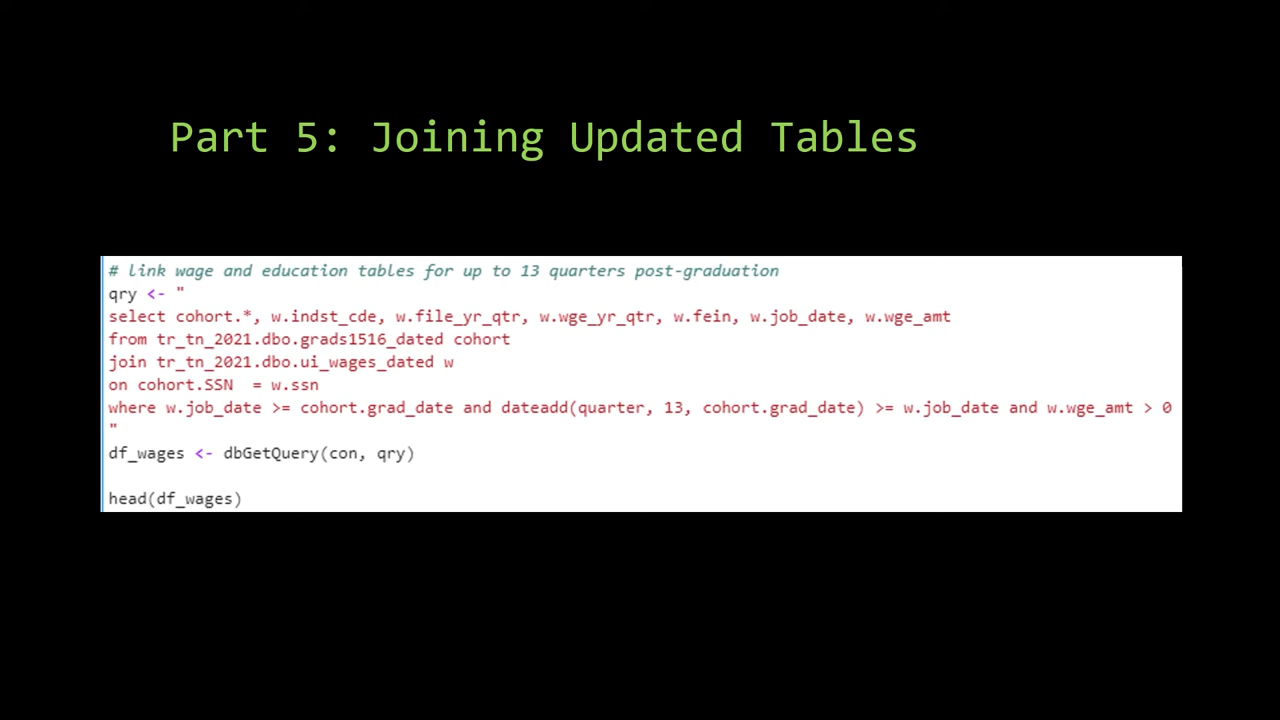 Part 5: Joining Updated Tables
# link wage and education tables for up to 13 quarters post-graduation
qry <- "
select cohort.*, w.indst_cde, w.file_yr_qtr, w.wge_yr_qtr, w.fein, w.job_date, w.wge_amt
from tr_tn_2021.dbo.grads1516_dated cohort
join tr_tn_2021.dbo.ui_wages_dated w
on cohort.SSN  = w.ssn
where w.job_date >= cohort.grad_date and dateadd(quarter, 13, cohort.grad_date) >= w.job_date and w.wge_amt > 0
"
df_wages <- dbGetQuery(con, qry)
head(df_wages)